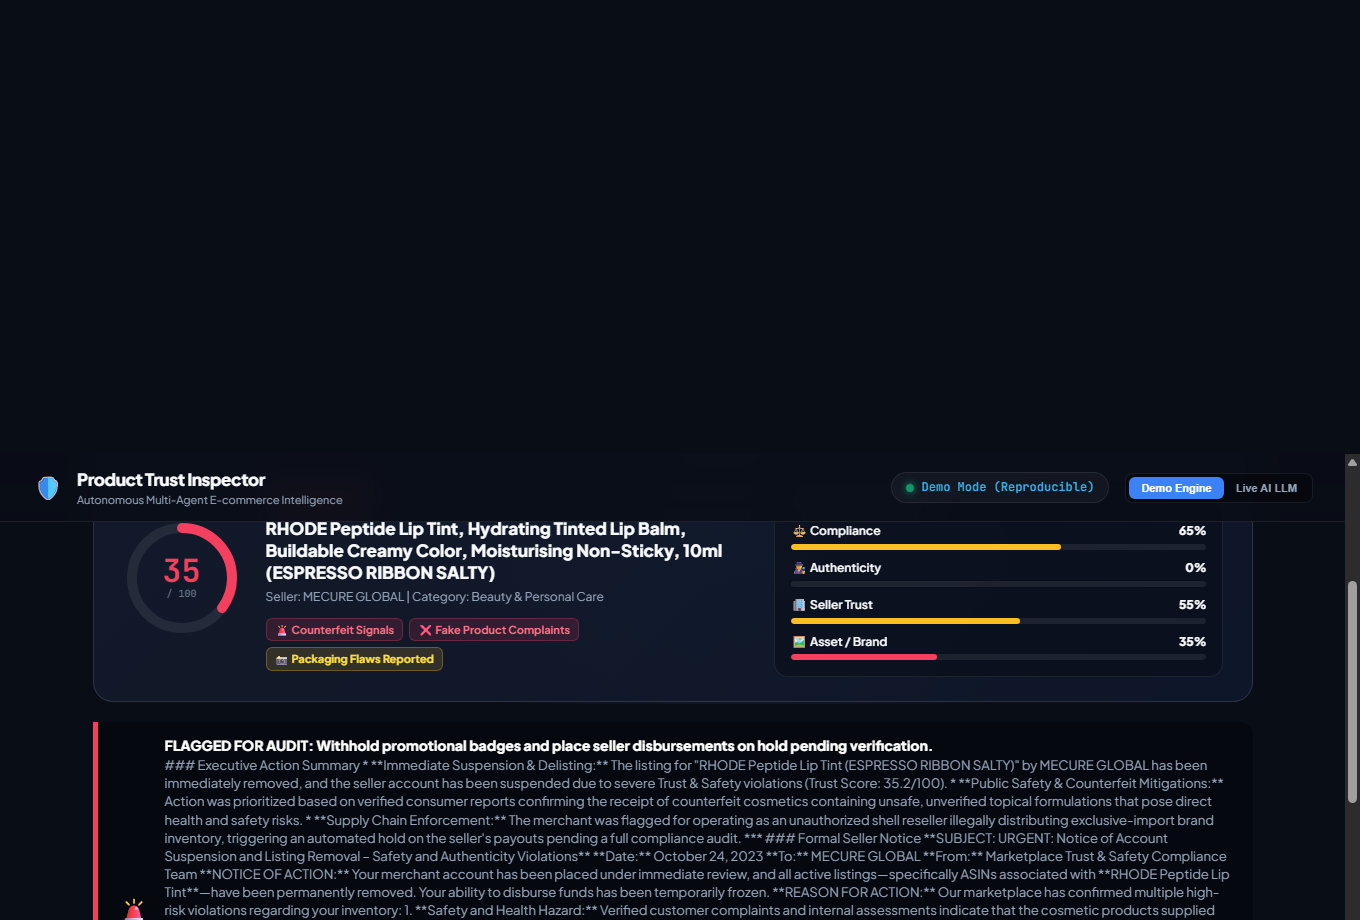 Product Trust Inspector
Autonomous Multi-Agent E-commerce Intelligence
Demo Mode (Reproducible)
Demo Engine
Live AI LLM
35
/ 100
RHODE Peptide Lip Tint, Hydrating Tinted Lip Balm,
Buildable Creamy Color, Moisturising Non-Sticky, 10ml
(ESPRESSO RIBBON SALTY)
Seller: MECURE GLOBAL | Category: Beauty & Personal Care
Counterfeit Signals
Fake Product Complaints
Packaging Flaws Reported
Compliance 65%
Authenticity 0%
Seller Trust 55%
Asset / Brand 35%
FLAGGED FOR AUDIT: Withhold promotional badges and place seller disbursements on hold pending verification.
### Executive Action Summary * **Immediate Suspension & Delisting:** The listing for "RHODE Peptide Lip Tint (ESPRESSO RIBBON SALTY)" by MECURE GLOBAL has been
immediately removed, and the seller account has been suspended due to severe Trust & Safety violations (Trust Score: 35.2/100). * **Public Safety & Counterfeit Mitigations:**
Action was prioritized based on verified consumer reports confirming the receipt of counterfeit cosmetics containing unsafe, unverified topical formulations that pose direct
health and safety risks. * **Supply Chain Enforcement:** The merchant was flagged for operating as an unauthorized shell reseller illegally distributing exclusive-import brand
inventory, triggering an automated hold on the seller's payouts pending a full compliance audit. *** ### Formal Seller Notice **SUBJECT: URGENT: Notice of Account
Suspension and Listing Removal – Safety and Authenticity Violations** **Date:** October 24, 2023 **To:** MECURE GLOBAL **From:** Marketplace Trust & Safety Compliance
Team **NOTICE OF ACTION:** Your merchant account has been placed under immediate review, and all active listings—specifically ASINs associated with **RHODE Peptide Lip
Tint**—have been permanently removed. Your ability to disburse funds has been temporarily frozen. **REASON FOR ACTION:** Our marketplace has confirmed multiple high-
risk violations regarding your inventory: 1. **Safety and Health Hazard:** Verified customer complaints and internal assessments indicate that the cosmetic products supplied